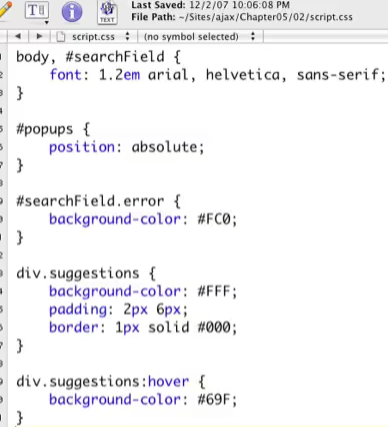 Last Saved: 12/2/07 10:06:08 PM
File Path: ~/Sites/ajax/Chapter05/02/script.css
TEXT
script.css (no symbol selected)
body, #searchField {
font: 1.2em arial, helvetica, sans-serif;
}
#popups {
position: absolute;
}
#searchField.error {
background-color: #FC0;
}
div.suggestions {
background-color: #FFF;
padding: 2px 6px;
border: 1px solid #000;
}
div.suggestions:hover {
background-color: #69F;
}